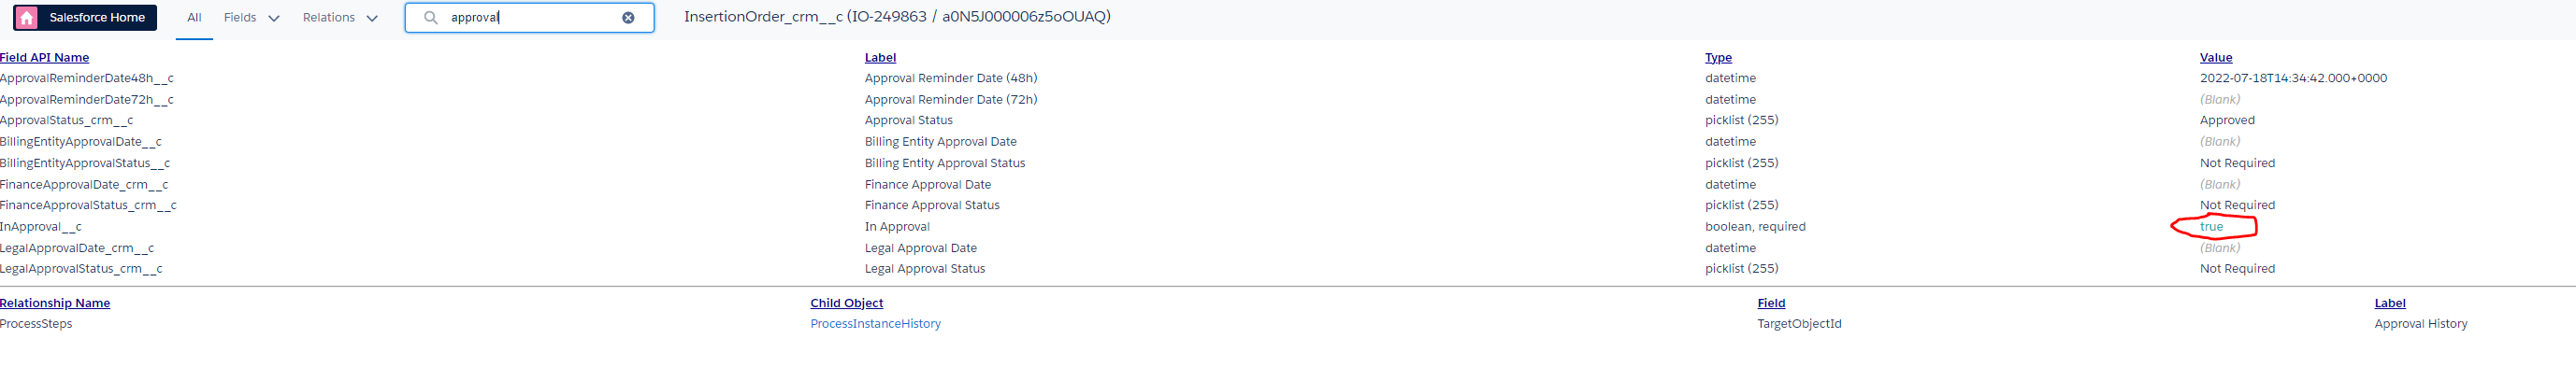 Salesforce Home All Fields Relations approval InsertionOrder_crm__c (IO-249863 / a0N5J000006z5oOUAQ)
Field API Name Label Type Value
ApprovalReminderDate48h__c Approval Reminder Date (48h) datetime 2022-07-18T14:34:42.000+0000
ApprovalReminderDate72h__c Approval Reminder Date (72h) datetime (Blank)
ApprovalStatus_crm__c Approval Status picklist (255) Approved
BillingEntityApprovalDate__c Billing Entity Approval Date datetime (Blank)
BillingEntityApprovalStatus__c Billing Entity Approval Status picklist (255) Not Required
FinanceApprovalDate_crm__c Finance Approval Date datetime (Blank)
FinanceApprovalStatus_crm__c Finance Approval Status picklist (255) Not Required
InApproval__c In Approval boolean, required true
LegalApprovalDate_crm__c Legal Approval Date datetime (Blank)
LegalApprovalStatus_crm__c Legal Approval Status picklist (255) Not Required
Relationship Name Child Object Field Label
ProcessSteps ProcessInstanceHistory TargetObjectId Approval History